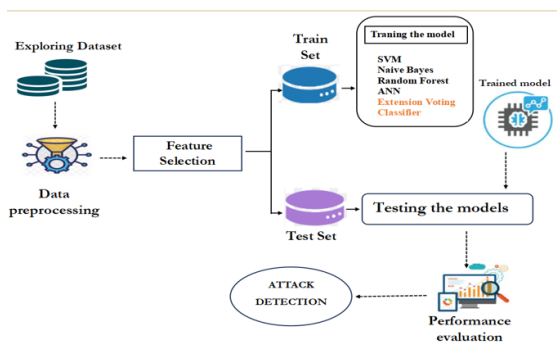 Exploring Dataset
Data
preprocessing
Feature
Selection
Train
Set
Traning the model
SVM
Naive Bayes
Random Forest
ANN
Extension Voting
Classifier
Trained model
Test Set
Testing the models
Performance
evaluation
ATTACK
DETECTION